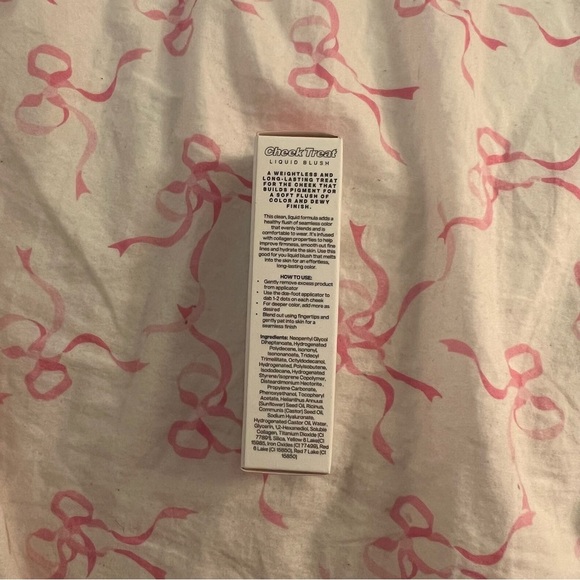 Cheek Treat
LIQUID BLUSH
A WEIGHTLESS AND
LONG-LASTING TREAT
FOR THE CHEEK THAT
BUILDS PIGMENT FOR
A SOFT FLUSH OF
COLOR AND DEWY
FINISH.
This clean, liquid formula adds a
healthy flush of seamless color
that evenly blends and is
comfortable to wear. It's infused
with collagen properties to help
improve firmness, smooth out fine
lines and hydrate the skin. Use this
good for you liquid blush that melts
into the skin for an effortless,
long-lasting color.
HOW TO USE:
• Gently remove excess product
from applicator
• Use the doe-foot applicator to
dab 1-2 dots on each cheek
• For deeper color, add more as
desired
• Blend out using fingertips and
gently pat into skin for a
seamless finish
Ingredients: Neopentyl Glycol
Diheptanoate, Hydrogenated
Polydecene, Isononyl
Isononanoate, Tridecyl
Trimellitate, Octyldodecanol,
Hydrogenated, Polyisobutene,
Isododecane, Hydrogenated
Styrene/Isoprene Copolymer,
Disteardimonium Hectorite,
Propylene Carbonate,
Phenoxyethanol, Tocopheryl
Acetate, Helianthus Annuus
(Sunflower) Seed Oil, Ricinus
Communis (Castor) Seed Oil,
Sodium Hyaluronate,
Hydrogenated Castor Oil, Water,
Glycerin, 1,2-Hexanediol, Soluble
Collagen, Titanium Dioxide (CI
77891), Silica, Yellow 6 Lake(CI
15985, Iron Oxides (CI 77499), Red
6 Lake (CI 15850), Red 7 Lake (CI
15850)